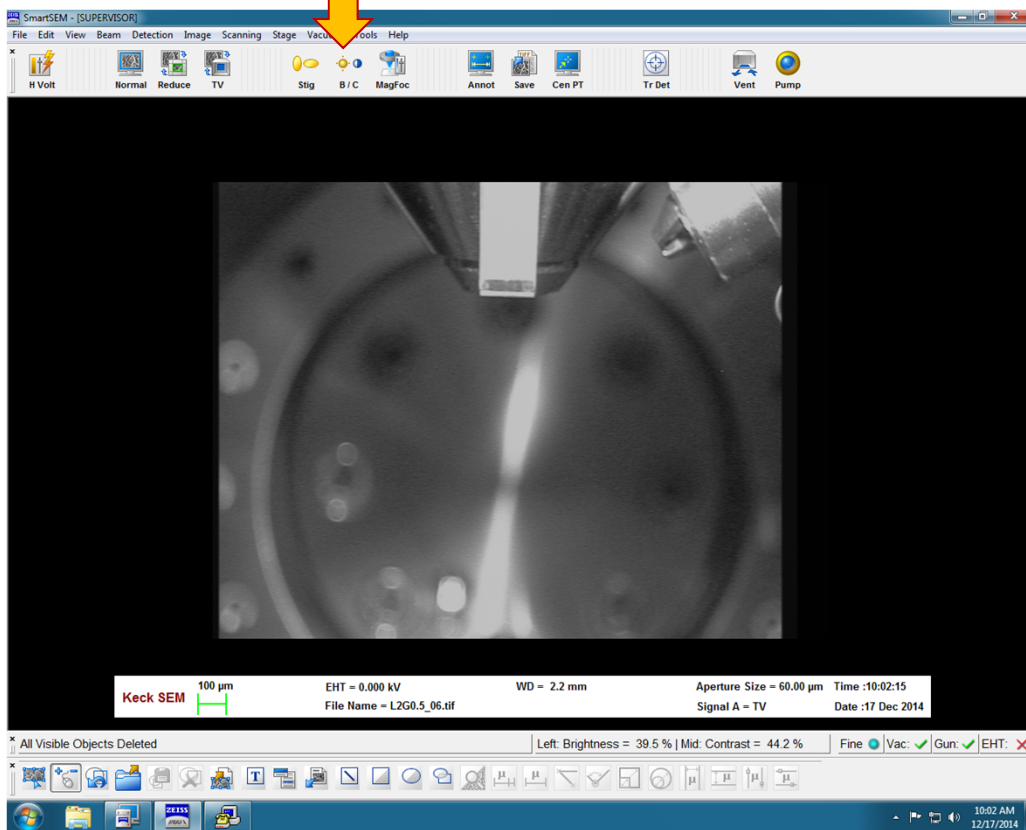 SmartSEM - [SUPERVISOR]
File Edit View Beam Detection Image Scanning Stage Tools Help
H Volt Normal Reduce TV Stig B / C MagFoc Annot Save Cen PT Tr Det Vent Pump
Keck SEM 100 µm EHT = 0.000 kV WD = 2.2 mm Aperture Size = 60.00 µm Time :10:02:15
File Name = L2G0.5_06.tif Signal A = TV Date :17 Dec 2014
All Visible Objects Deleted Left: Brightness = 39.5 % | Mid: Contrast = 44.2 % Fine Vac: Gun: EHT:
10:02 AM
12/17/2014